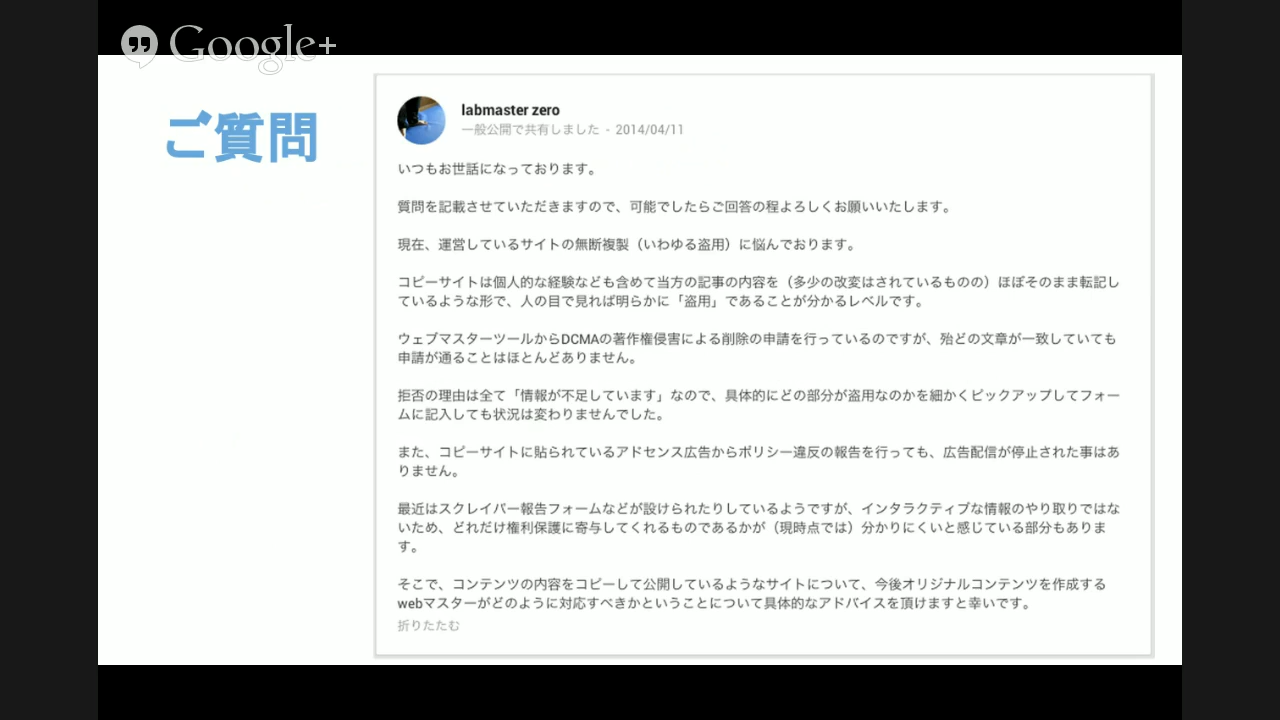 Google+
ご質問
labmaster zero
一般公開で共有しました - 2014/04/11
いつもお世話になっております。
質問を記載させていただきますので、可能でしたらご回答の程よろしくお願いいたします。
現在、運営しているサイトの無断複製（いわゆる盗用）に悩んでおります。
コピーサイトは個人的な経験なども含めて当方の記事の内容を（多少の改変はされているものの）ほぼそのまま転記し
ているような形で、人の目で見れば明らかに「盗用」であることが分かるレベルです。
ウェブマスターツールからDCMAの著作権侵害による削除の申請を行っているのですが、殆どの文章が一致していても
申請が通ることはほとんどありません。
拒否の理由は全て「情報が不足しています」なので、具体的にどの部分が盗用なのかを細かくピックアップしてフォー
ムに記入しても状況は変わりませんでした。
また、コピーサイトに貼られているアドセンス広告からポリシー違反の報告を行っても、広告配信が停止された事はあ
りません。
最近はスクレイパー報告フォームなどが設けられたりしているようですが、インタラクティブな情報のやり取りではな
いため、どれだけ権利保護に寄与してくれるものであるかが（現時点では）分かりにくいと感じている部分もありま
す。
そこで、コンテンツの内容をコピーして公開しているようなサイトについて、今後オリジナルコンテンツを作成する
webマスターがどのように対応すべきかということについて具体的なアドバイスを頂けますと幸いです。
折りたたむ